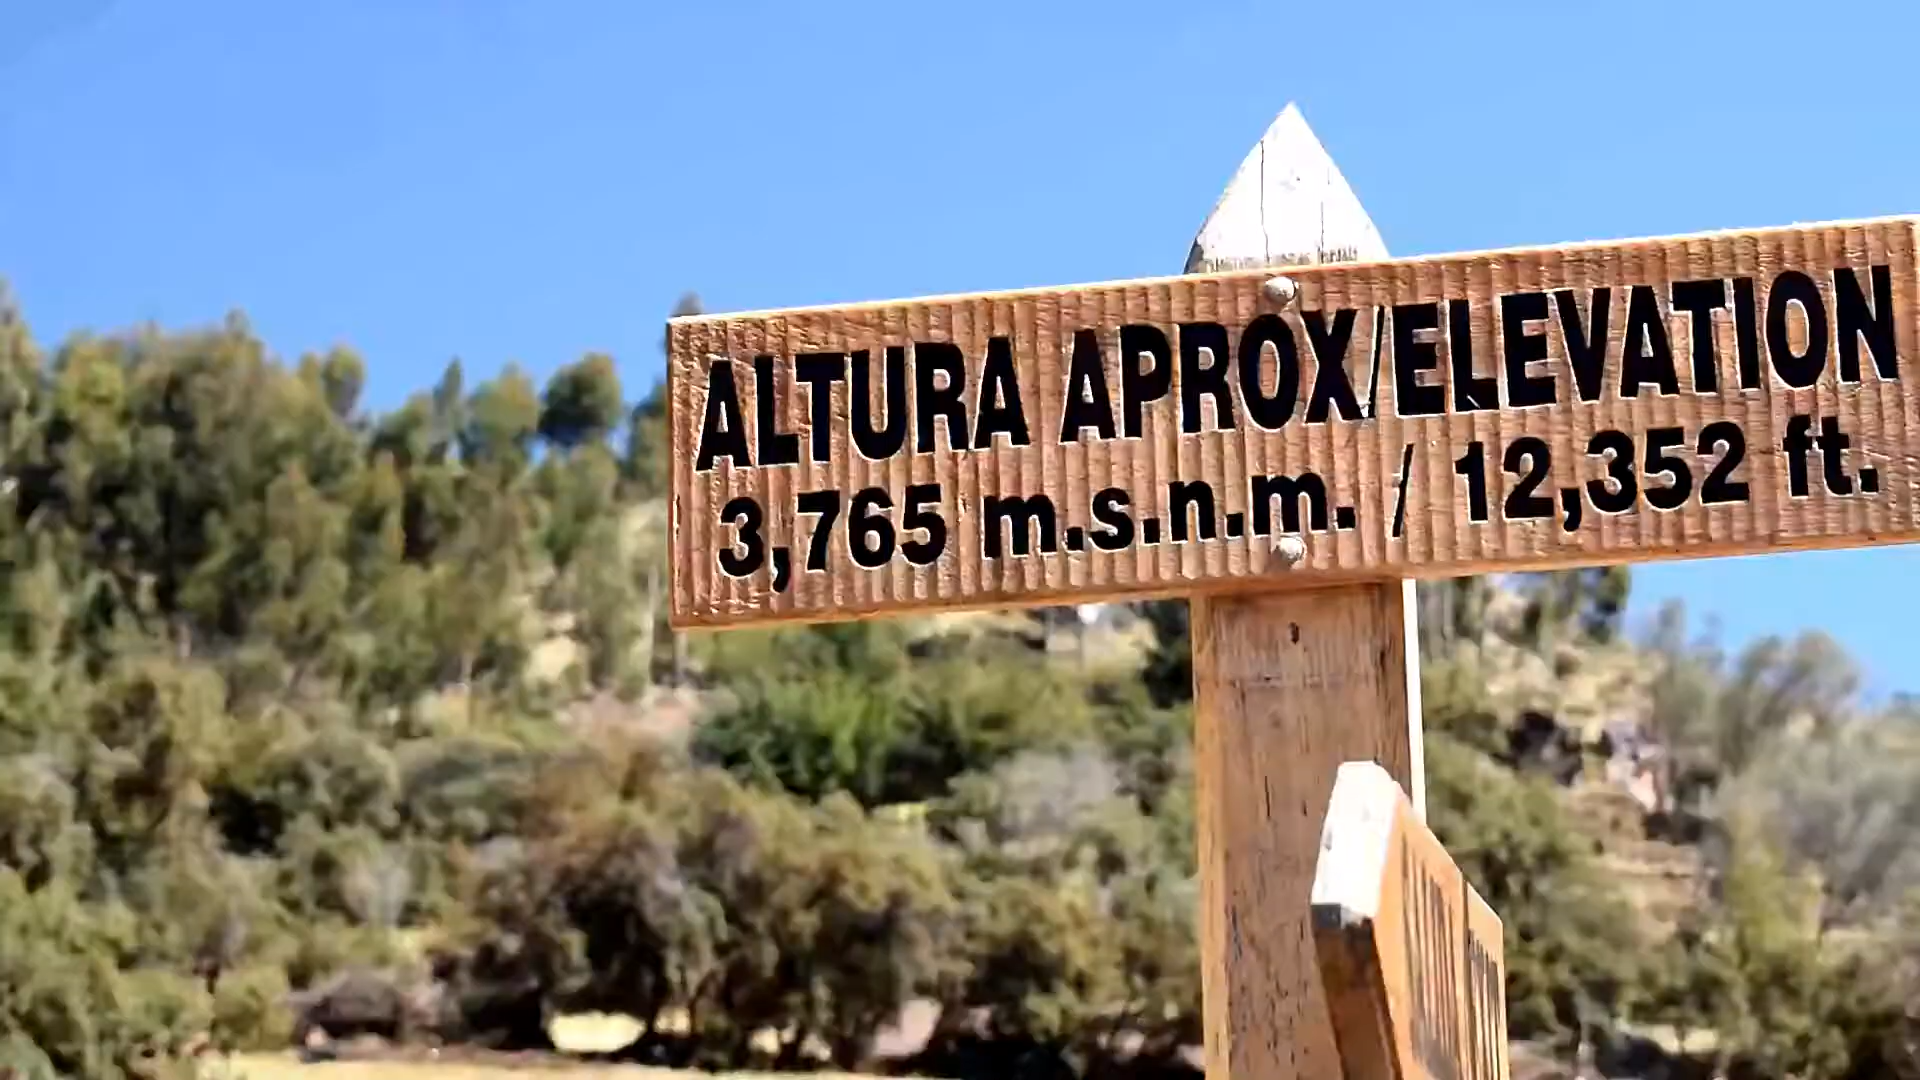 ALTURA APROX/ELEVATION
3,765 m.s.n.m. / 12,352 ft.